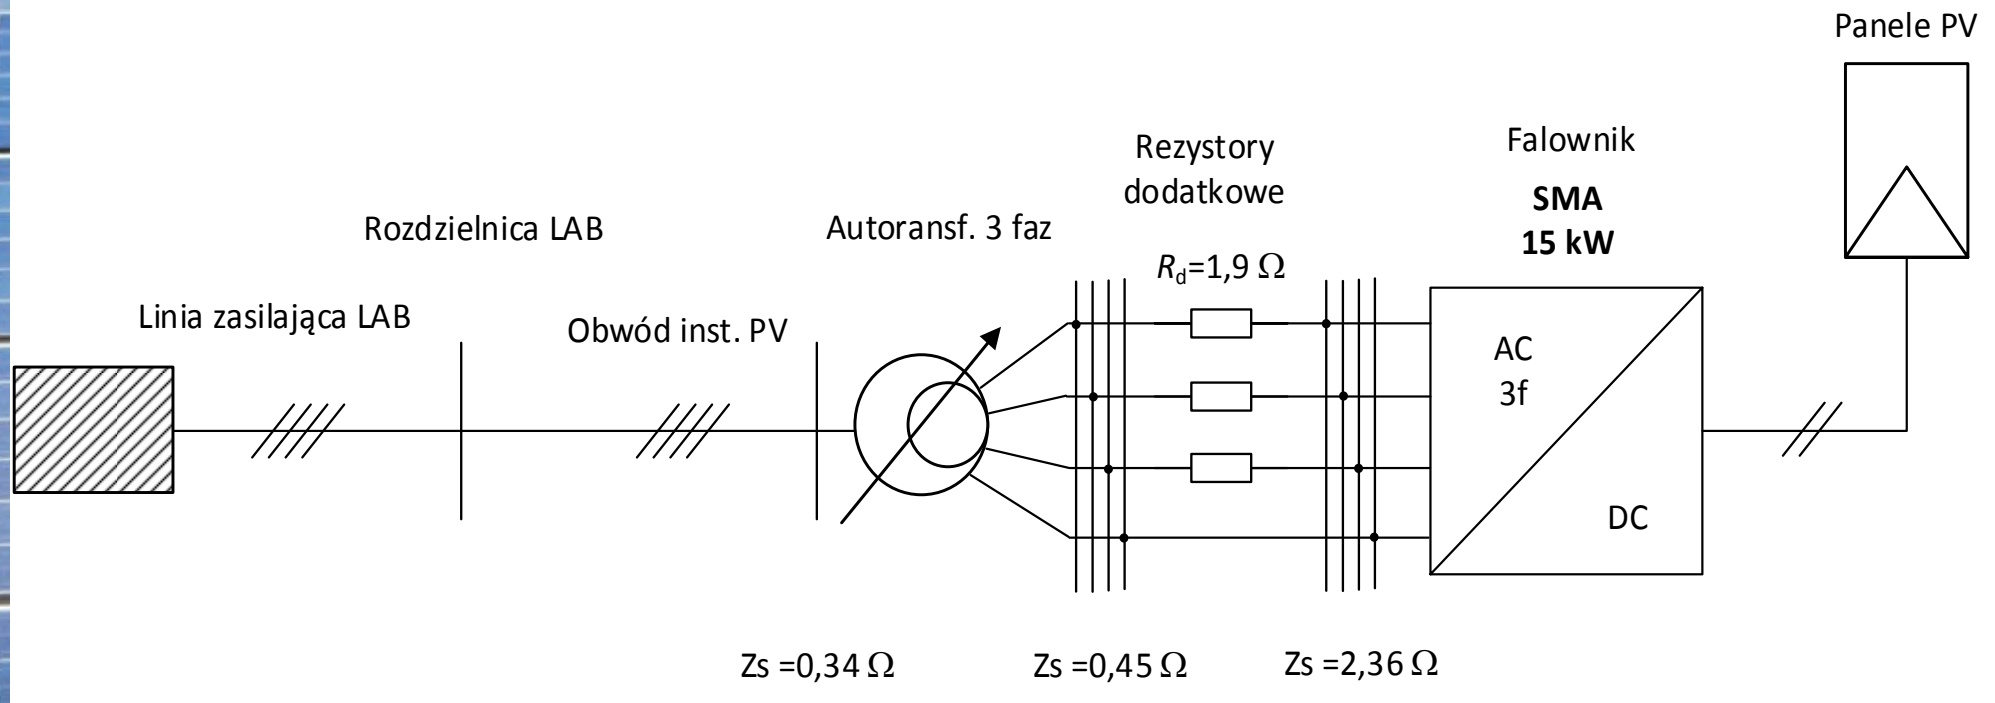 Panele PV
Falownik
SMA
15 kW
Rezystory
dodatkowe
Rozdzielnica LAB
Autoransf. 3 faz
Rd=1,9 Ω
Linia zasilająca LAB
Obwód inst. PV
AC
3f
DC
Zs =0,34 Ω
Zs =0,45 Ω
Zs =2,36 Ω